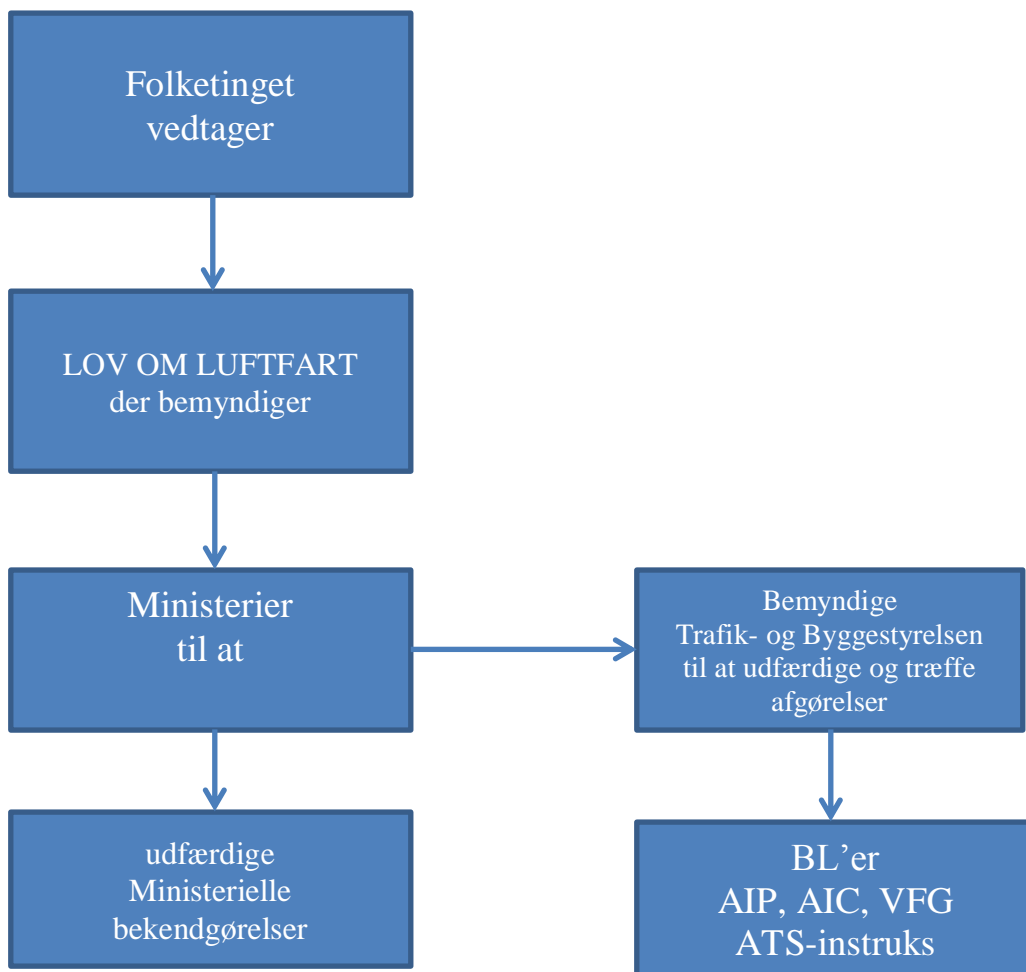 Folketinget
vedtager
LOV OM LUFTFART
der bemyndiger
Ministerier
til at
Bemyndige
Trafik- og Byggestyrelsen
til at udfærdige og træffe
afgørelser
udfærdige
Ministerielle
bekendgørelser
BL’er
AIP, AIC, VFG
ATS-instruks